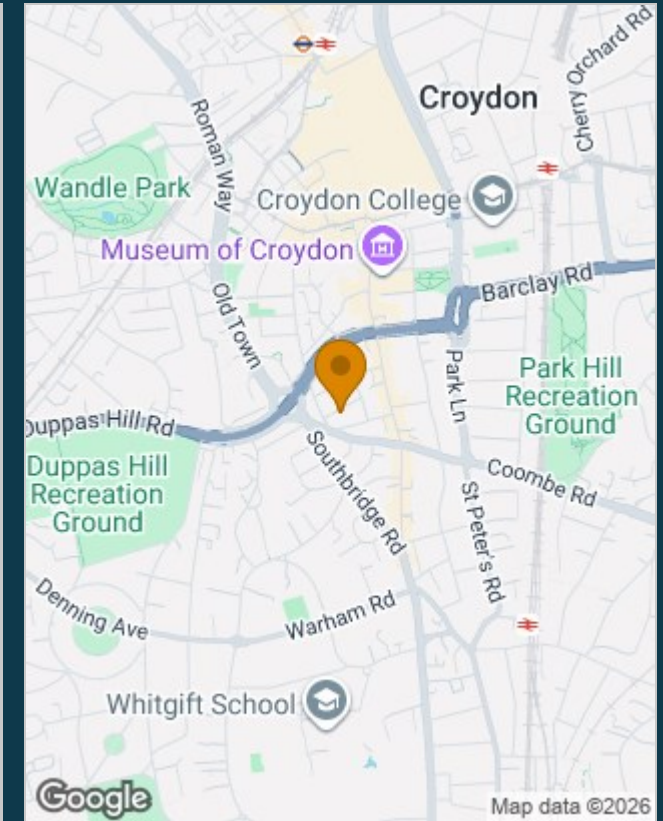 Cherry Orchard Rd
Croydon
Roman Way
Wandle Park
Croydon College
Museum of Croydon
Barclay Rd
Old Town
Park Ln
Park Hill
Recreation
Ground
Duppas Hill Rd
Duppas Hill
Recreation
Ground
Southbridge Rd
Coombe Rd
St Peter's Rd
Denning Ave
Warham Rd
Whitgift School
Google
Map data ©2026